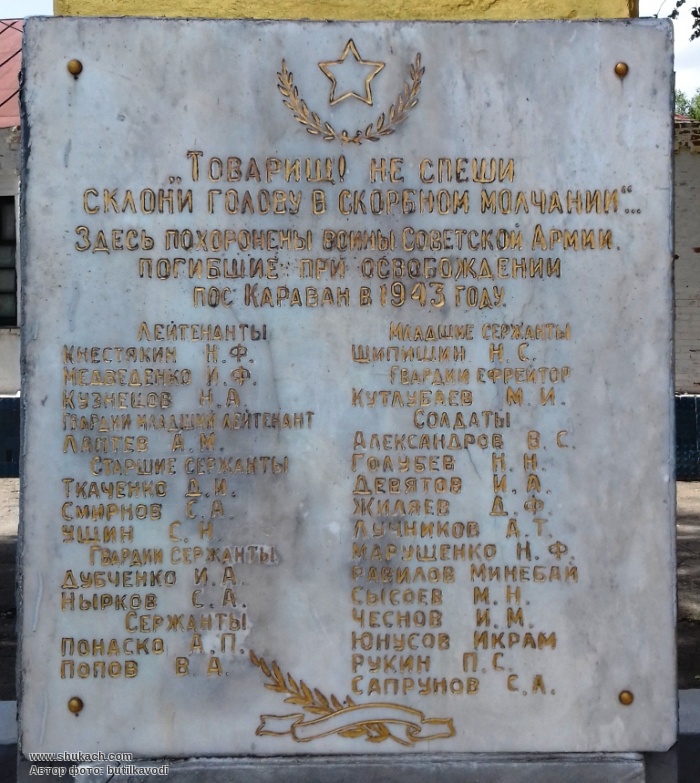 „Товарищ! не спеши
склони голову в скорбном молчании“...
Здесь похоронены воины Советской Армии,
погибшие при освобождении
пос Караван в 1943 году.
Лейтенанты
Кнестякин Н.Ф.
Медведенко И.Ф.
Кузнецов Н.А.
Гвардии младший лейтенант
Лаптев А.М.
Старшие сержанты
Ткаченко Д.И.
Смирнов С.А.
Ушин С.Н.
Гвардии сержанты
Дубченко И.А.
Нырков С.А.
Сержанты
Понаско А.П.
Попов В.А.
Младшие сержанты
Щипишин Н.С.
Гвардии ефрейтор
Кутлубаев М.И.
Солдаты
Александров В.С.
Голубев Н.Н.
Девятов И.А.
Жиляев Д.Ф.
Лучников А.Т.
Марущенко Н.Ф.
Равилов Минебай
Сысоев М.Н.
Чеснов И.М.
Юнусов Икрам
Рукин П.С.
Сапрунов С.А.
www.shukach.com
Автор фото: butilkavodi